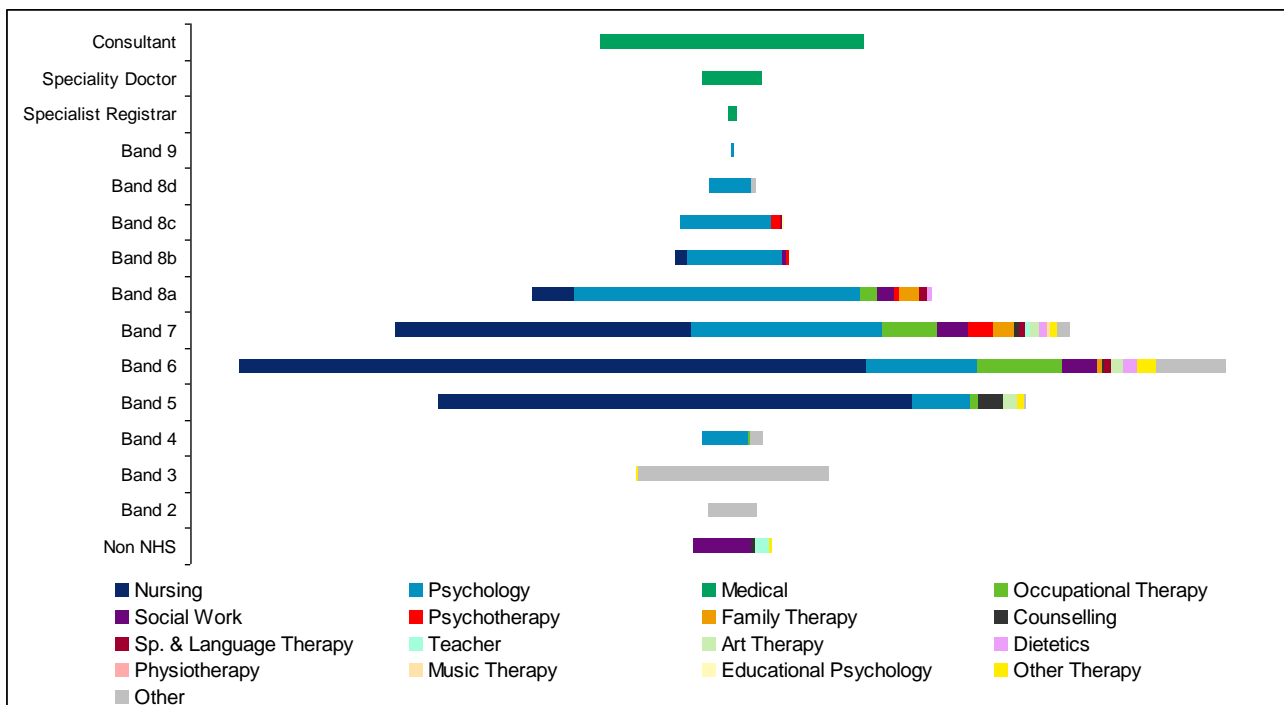 Consultant
Speciality Doctor
Specialist Registrar
Band 9
Band 8d
Band 8c
Band 8b
Band 8a
Band 7
Band 6
Band 5
Band 4
Band 3
Band 2
Non NHS
Nursing Psychology Medical Occupational Therapy
Social Work Psychotherapy Family Therapy Counselling
Sp. & Language Therapy Teacher Art Therapy Dietetics
Physiotherapy Music Therapy Educational Psychology Other Therapy
Other